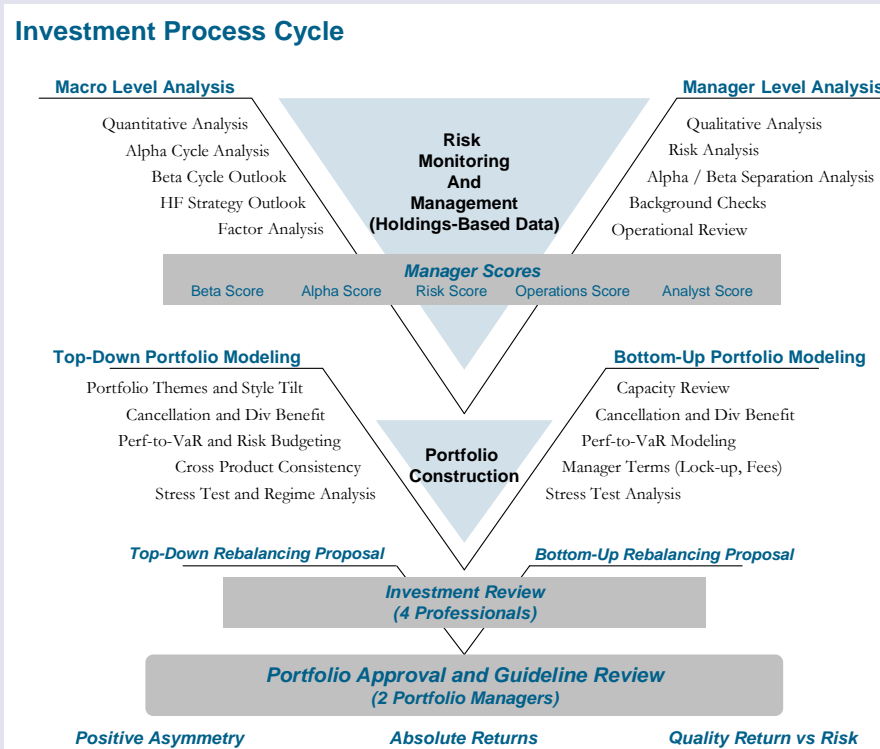 Investment Process Cycle
Macro Level Analysis
Quantitative Analysis
Alpha Cycle Analysis
Beta Cycle Outlook
HF Strategy Outlook
Factor Analysis
Risk
Monitoring
And
Management
(Holdings-Based Data)
Manager Level Analysis
Qualitative Analysis
Risk Analysis
Alpha / Beta Separation Analysis
Background Checks
Operational Review
Manager Scores
Beta Score Alpha Score Risk Score Operations Score Analyst Score
Top-Down Portfolio Modeling
Portfolio Themes and Style Tilt
Cancellation and Div Benefit
Perf-to-VaR and Risk Budgeting
Cross Product Consistency
Stress Test and Regime Analysis
Portfolio
Construction
Bottom-Up Portfolio Modeling
Capacity Review
Cancellation and Div Benefit
Perf-to-VaR Modeling
Manager Terms (Lock-up, Fees)
Stress Test Analysis
Top-Down Rebalancing Proposal
Bottom-Up Rebalancing Proposal
Investment Review
(4 Professionals)
Portfolio Approval and Guideline Review
(2 Portfolio Managers)
Positive Asymmetry Absolute Returns Quality Return vs Risk